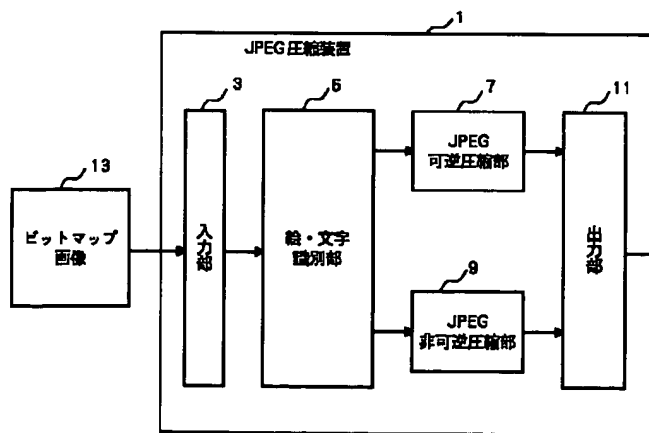 1
JPEG圧縮装置
3
5
7
11
JPEG
可逆圧縮部
13
ビットマップ
画像
入力部
絵・文字
識別部
出力部
9
JPEG
非可逆圧縮部